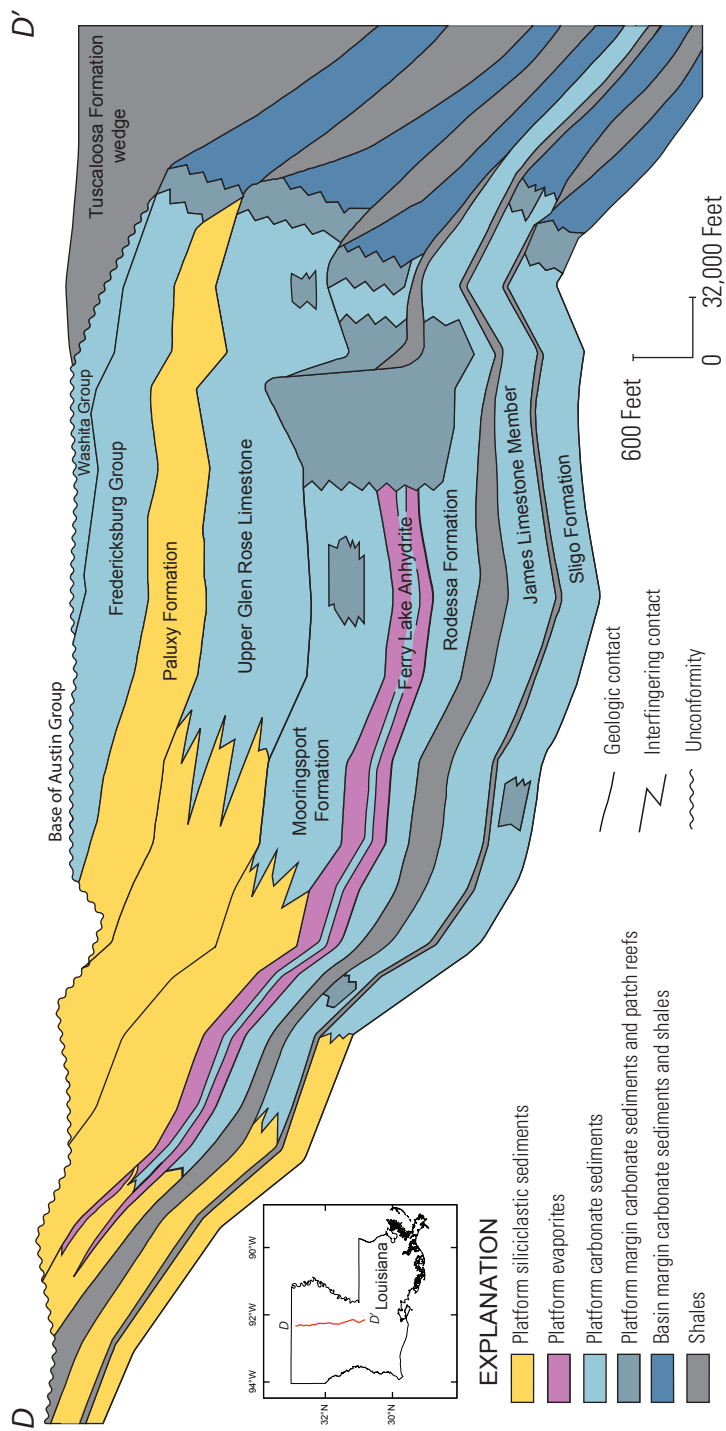 D
D'
Tuscaloosa Formation
wedge
Base of Austin Group
Washita Group
Fredericksburg Group
Paluxy Formation
Upper Glen Rose Limestone
Mooringsport
Formation
Ferry Lake Anhydrite
Rodessa Formation
James Limestone Member
Sligo Formation
94°W
92°W
90°W
32°N
30°N
D
D'
Louisiana
600 Feet
0
32,000 Feet
EXPLANATION
Platform siliciclastic sediments
Platform evaporites
Platform carbonate sediments
Platform margin carbonate sediments and patch reefs
Basin margin carbonate sediments and shales
Shales
Geologic contact
Interfingering contact
Unconformity